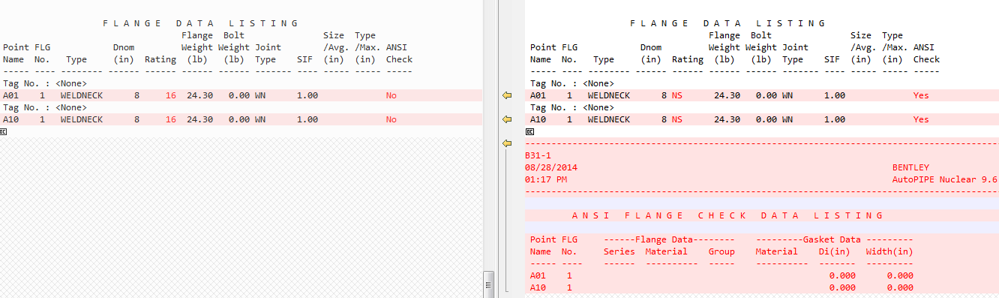 F L A N G E   D A T A   L I S T I N G
Flange Bolt Size Type
Point FLG Dnom Weight Weight Joint /Avg. /Max. ANSI
Name No. Type (in) Rating (lb) (lb) Type SIF (in) (in) Check
----- ---- -------- ------ ------ ------ ------ ------- ---- ----- ----- -----
Tag No. : <None>
A01 1 WELDNECK 8 16 24.30 0.00 WN 1.00 No
Tag No. : <None>
A10 1 WELDNECK 8 16 24.30 0.00 WN 1.00 No
F L A N G E   D A T A   L I S T I N G
Flange Bolt Size Type
Point FLG Dnom Weight Weight Joint /Avg. /Max. ANSI
Name No. Type (in) Rating (lb) (lb) Type SIF (in) (in) Check
----- ---- -------- ------ ------ ------ ------ ------- ---- ----- ----- -----
Tag No. : <None>
A01 1 WELDNECK 8 NS 24.30 0.00 WN 1.00 Yes
Tag No. : <None>
A10 1 WELDNECK 8 NS 24.30 0.00 WN 1.00 Yes
B31-1
08/28/2014 BENTLEY
01:17 PM AutoPIPE Nuclear 9.6
A N S I   F L A N G E   C H E C K   D A T A   L I S T I N G
Point FLG ------Flange Data-------- ---------Gasket Data ---------
Name No. Series Material Group Material Di(in) Width(in)
----- ---- ------ ---------- ----- ---------- ------- ---------
A01 1 0.000 0.000
A10 1 0.000 0.000